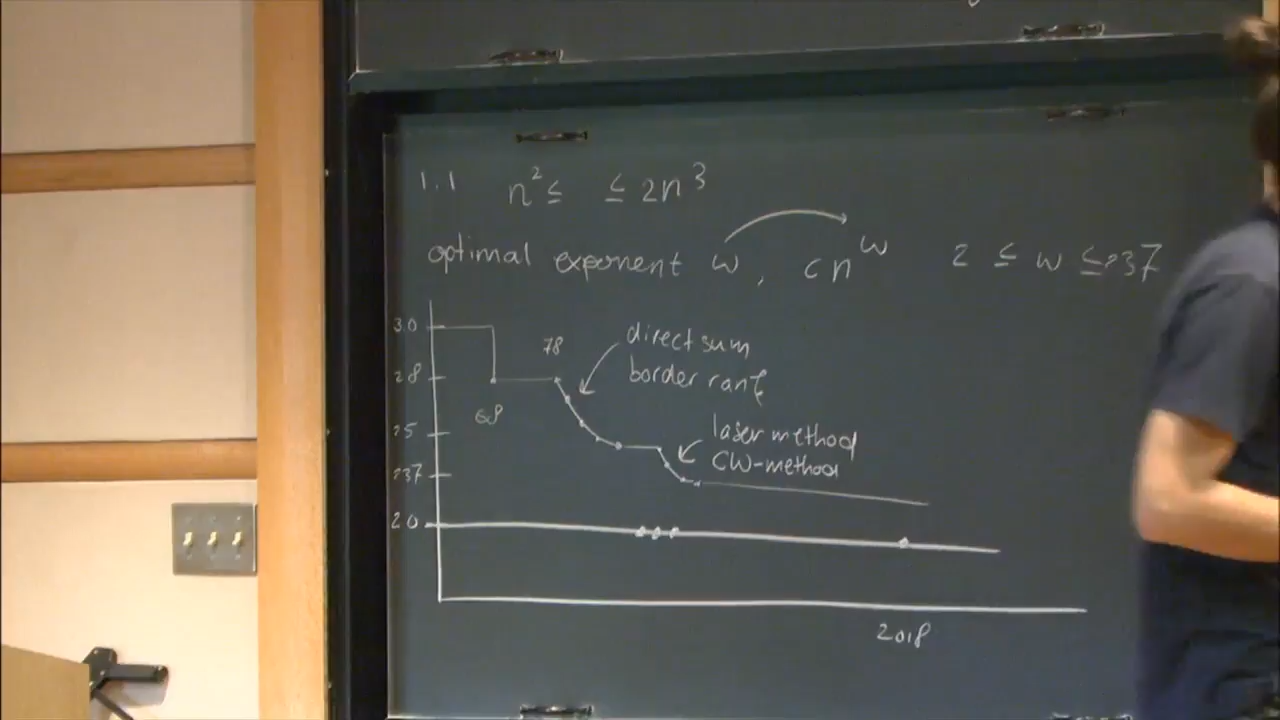 1.1 n² ≤ ≤ 2n³
optimal exponent ω, cn^ω 2 ≤ ω ≤ 2.37
3.0
2.8
2.5
2.37
2.0
68
78
direct sum
border rank
laser method
CW-method
2018